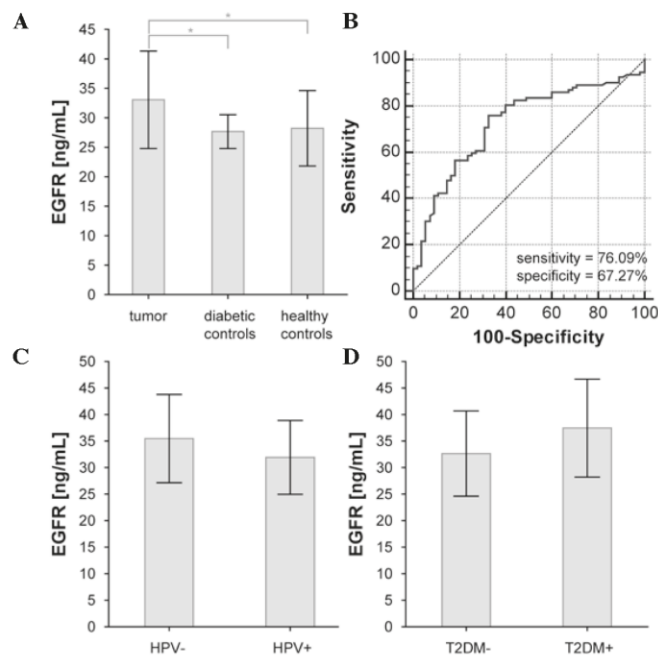 A
*
*
EGFR [ng/mL]
45
40
35
30
25
20
15
10
5
0
tumor
diabetic
controls
healthy
controls
B
Sensitivity
100
80
60
40
20
0
sensitivity = 76.09%
specificity = 67.27%
0 20 40 60 80 100
100-Specificity
C
EGFR [ng/mL]
50
45
40
35
30
25
20
15
10
5
0
HPV- HPV+
D
EGFR [ng/mL]
50
45
40
35
30
25
20
15
10
5
0
T2DM- T2DM+